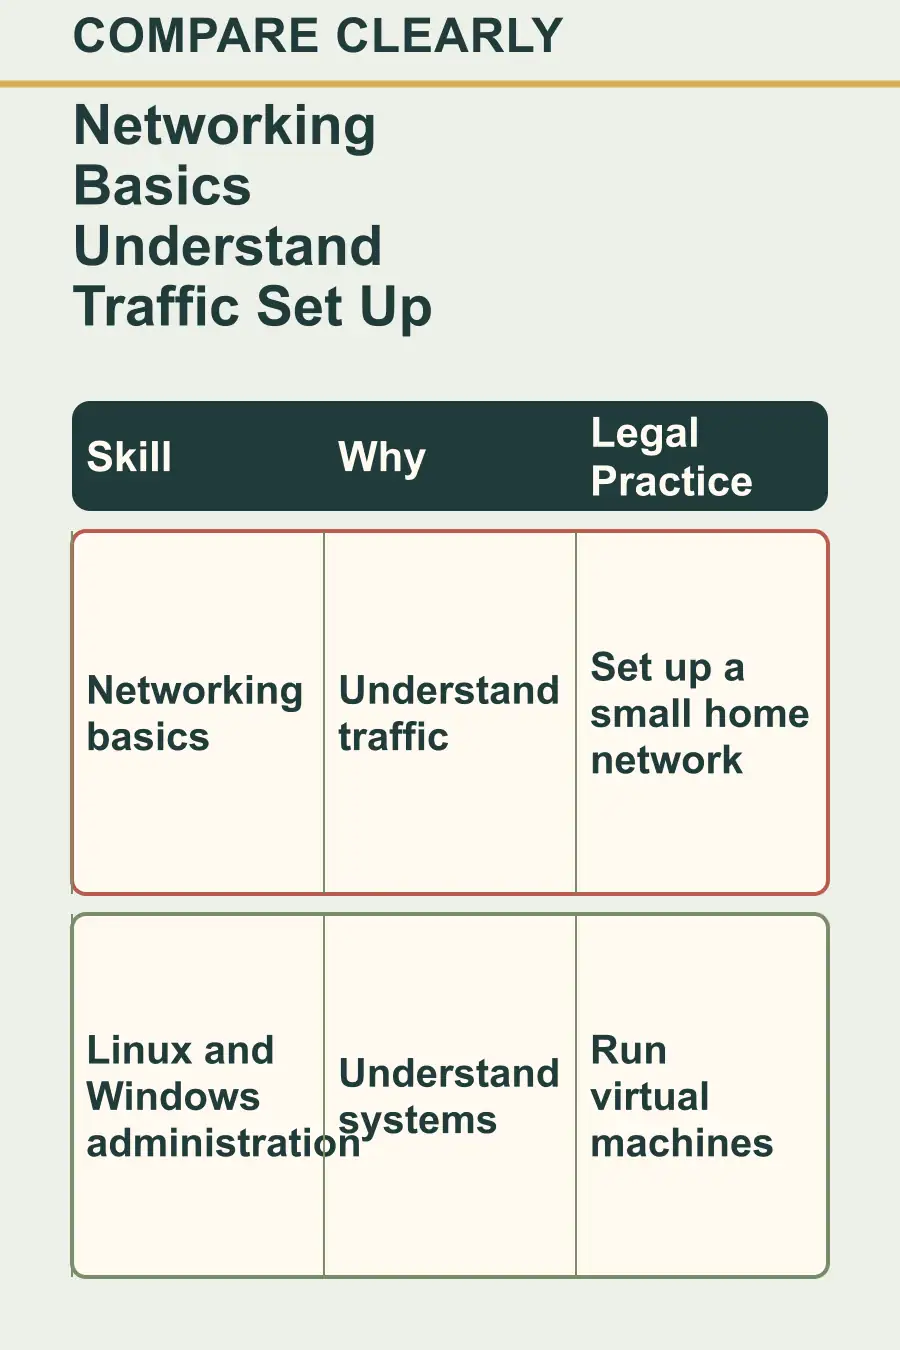 COMPARE CLEARLY
Networking
Basics
Understand
Traffic Set Up
Skill
Why
Legal
Practice
Networking
basics
Understand
traffic
Set up a
small home
network
Linux and
Windows
administration
Understand
systems
Run
virtual
machines